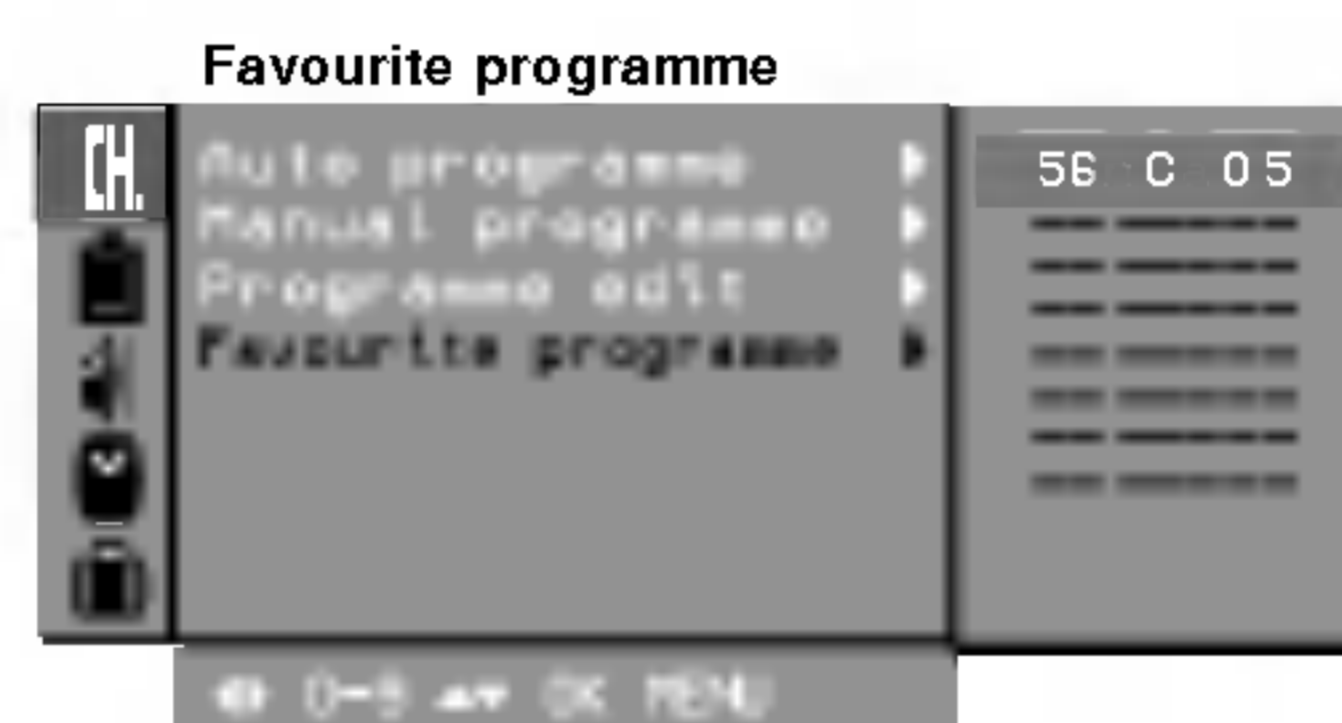 Favourite programme
CH.
Auto programme
Manual programme
Programme edit
Favourite programme
56 C 05
-- -----
-- -----
-- -----
-- -----
-- -----
-- -----
-- -----
0-9 OK MENU